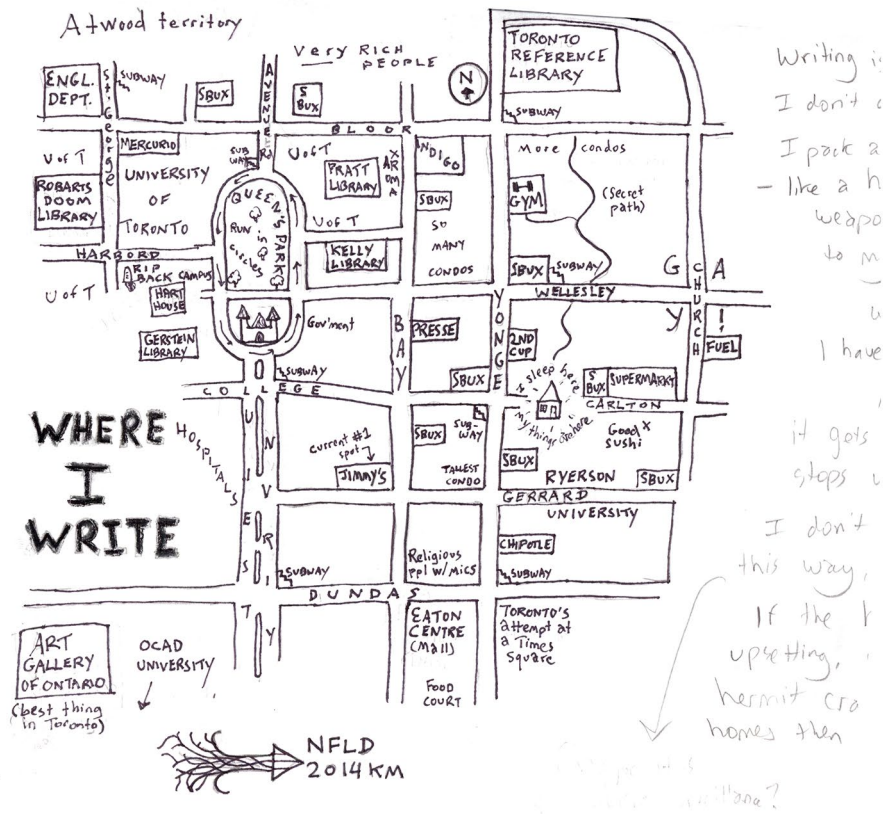 Atwood territory
Very RICH
PEOPLE
N
TORONTO
REFERENCE
LIBRARY
SUBWAY
ENGL.
DEPT.
SUBWAY
St. George
SBUX
AVENUE RD
S
BUX
BLOOR
MERCURIO
SUB
WAY
U of T
U of T
UNIVERSITY
OF
TORONTO
ROBARTS
DOOM
LIBRARY
PRATT
LIBRARY
AROMA
INDIGO
SBUX
SO
MANY
CONDOS
More condos
GYM
(Secret
path)
QUEEN'S PARK
RUN
IN
circles
U of T
KELLY
LIBRARY
HARBORD
RIP
BACK CAMPUS
U of T
HART
HOUSE
GERSTEIN
LIBRARY
Gov'ment
SBUX
SUBWAY
WELLESLEY
GAY!
CHURCH
FUEL
BAY
PRESSE
YONGE
2ND
CUP
SUBWAY
SBUX
I sleep here
my things are here
S
BUX
SUPERMARKT
COLLEGE
CARLTON
WHERE
I
WRITE
HOSPITALS
UNIVERSITY
current #1
spot
JIMMY'S
SBUX
SUB-
WAY
TALLEST
CONDO
SBUX
Good x
sushi
RYERSON
SBUX
GERRARD
UNIVERSITY
CHIPOTLE
SUBWAY
Religious
ppl w/mics
SUBWAY
DUNDAS
EATON
CENTRE
(Mall)
FOOD
COURT
TORONTO'S
attempt at
a Times
Square
ART
GALLERY
OF ONTARIO
(best thing
in Toronto)
OCAD
UNIVERSITY
NFLD
2014 KM
Writing is
I don't
I pack a
- like a h
weapo
to m
I have
it gets
stops
I don't
this way,
If the
upsetting,
hermit cra
homes then